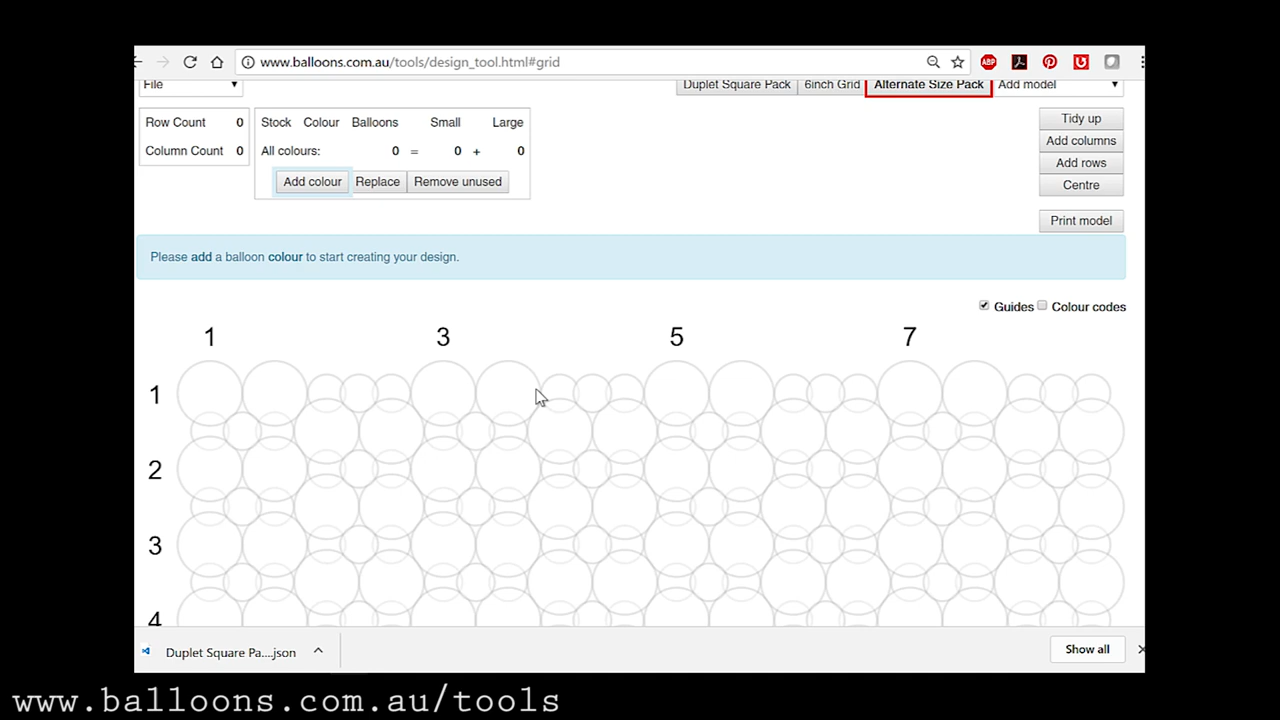 www.balloons.com.au/tools/design_tool.html#grid
File
Duplet Square Pack
6inch Grid
Alternate Size Pack
Add model
Row Count 0
Column Count 0
Stock Colour Balloons Small Large
All colours: 0 = 0 + 0
Add colour
Replace
Remove unused
Tidy up
Add columns
Add rows
Centre
Print model
Please add a balloon colour to start creating your design.
Guides
Colour codes
1 3 5 7
1
2
3
4
ABP
Duplet Square Pa....json
Show all
www.balloons.com.au/tools